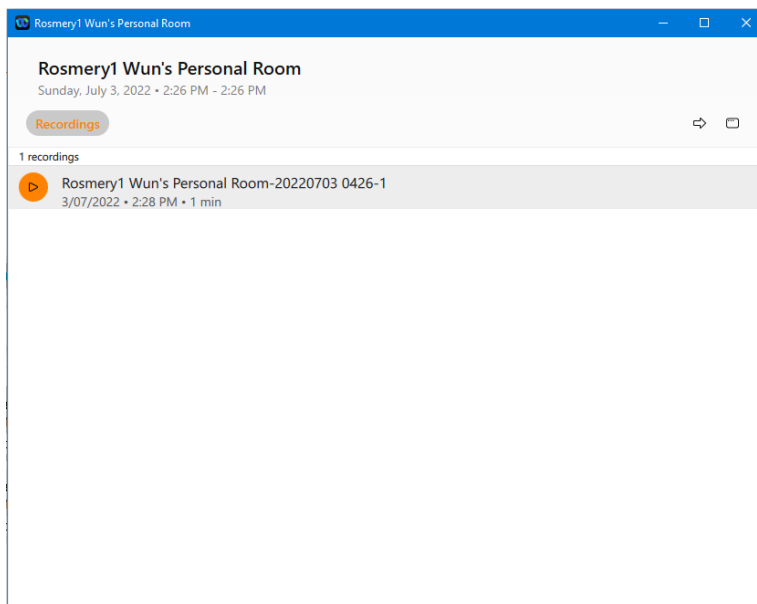 Rosmery1 Wun's Personal Room
Rosmery1 Wun's Personal Room
Sunday, July 3, 2022 • 2:26 PM - 2:26 PM
Recordings
1 recordings
Rosmery1 Wun's Personal Room-20220703 0426-1
3/07/2022 • 2:28 PM • 1 min